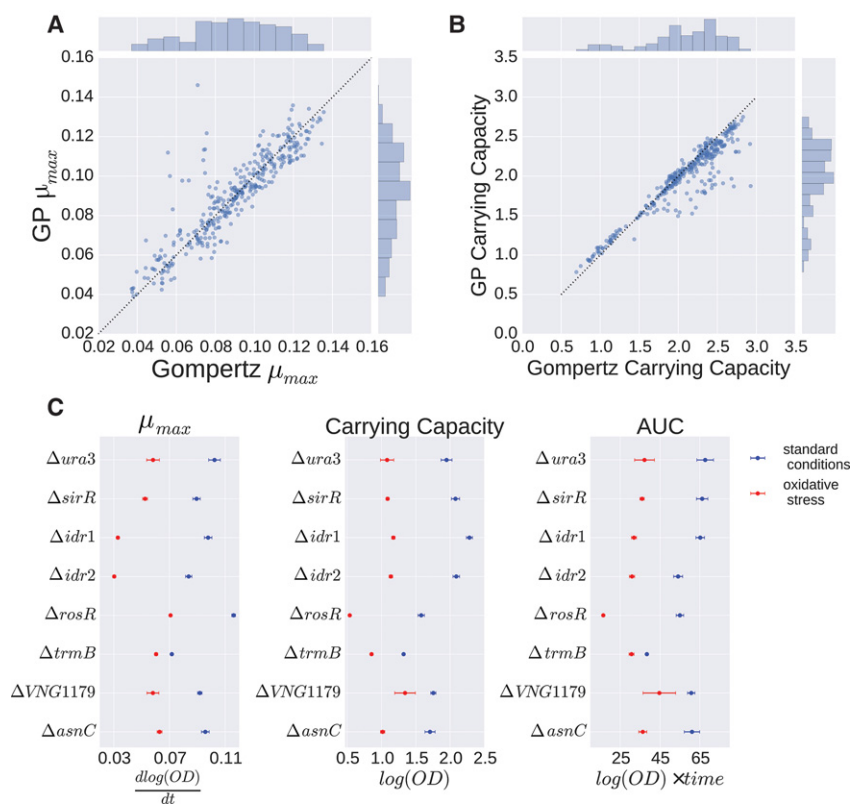 A
0.16
0.14
0.12
0.10
0.08
0.06
0.04
0.02
GP μmax
0.02 0.04 0.06 0.08 0.10 0.12 0.14 0.16
Gompertz μmax
B
3.5
3.0
2.5
2.0
1.5
1.0
0.5
0.0
GP Carrying Capacity
0.0 0.5 1.0 1.5 2.0 2.5 3.0 3.5
Gompertz Carrying Capacity
C
μmax
Δura3
ΔsirR
Δidr1
Δidr2
ΔrosR
ΔtrmB
ΔVNG1179
ΔasnC
0.03 0.07 0.11
dlog(OD)
dt
Carrying Capacity
Δura3
ΔsirR
Δidr1
Δidr2
ΔrosR
ΔtrmB
ΔVNG1179
ΔasnC
0.5 1.0 1.5 2.0 2.5
log(OD)
AUC
Δura3
ΔsirR
Δidr1
Δidr2
ΔrosR
ΔtrmB
ΔVNG1179
ΔasnC
25 45 65
log(OD) ×time
standard
conditions
oxidative
stress